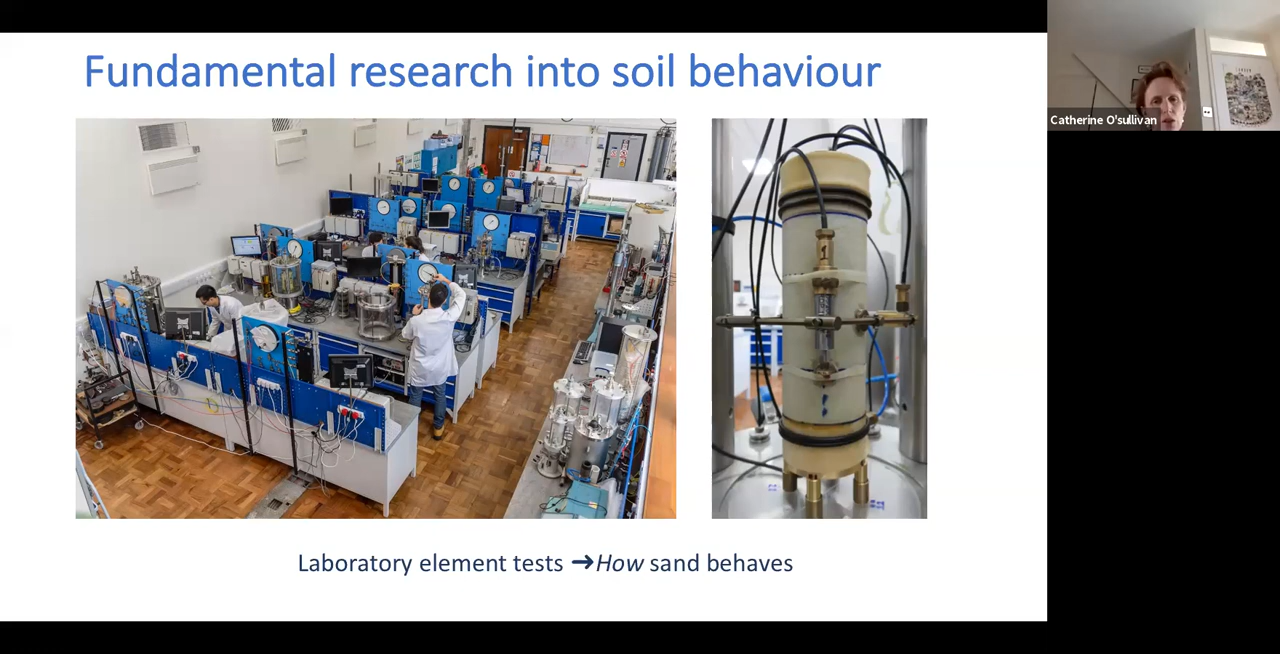 Fundamental research into soil behaviour
Catherine O'sullivan
Laboratory element tests →How sand behaves